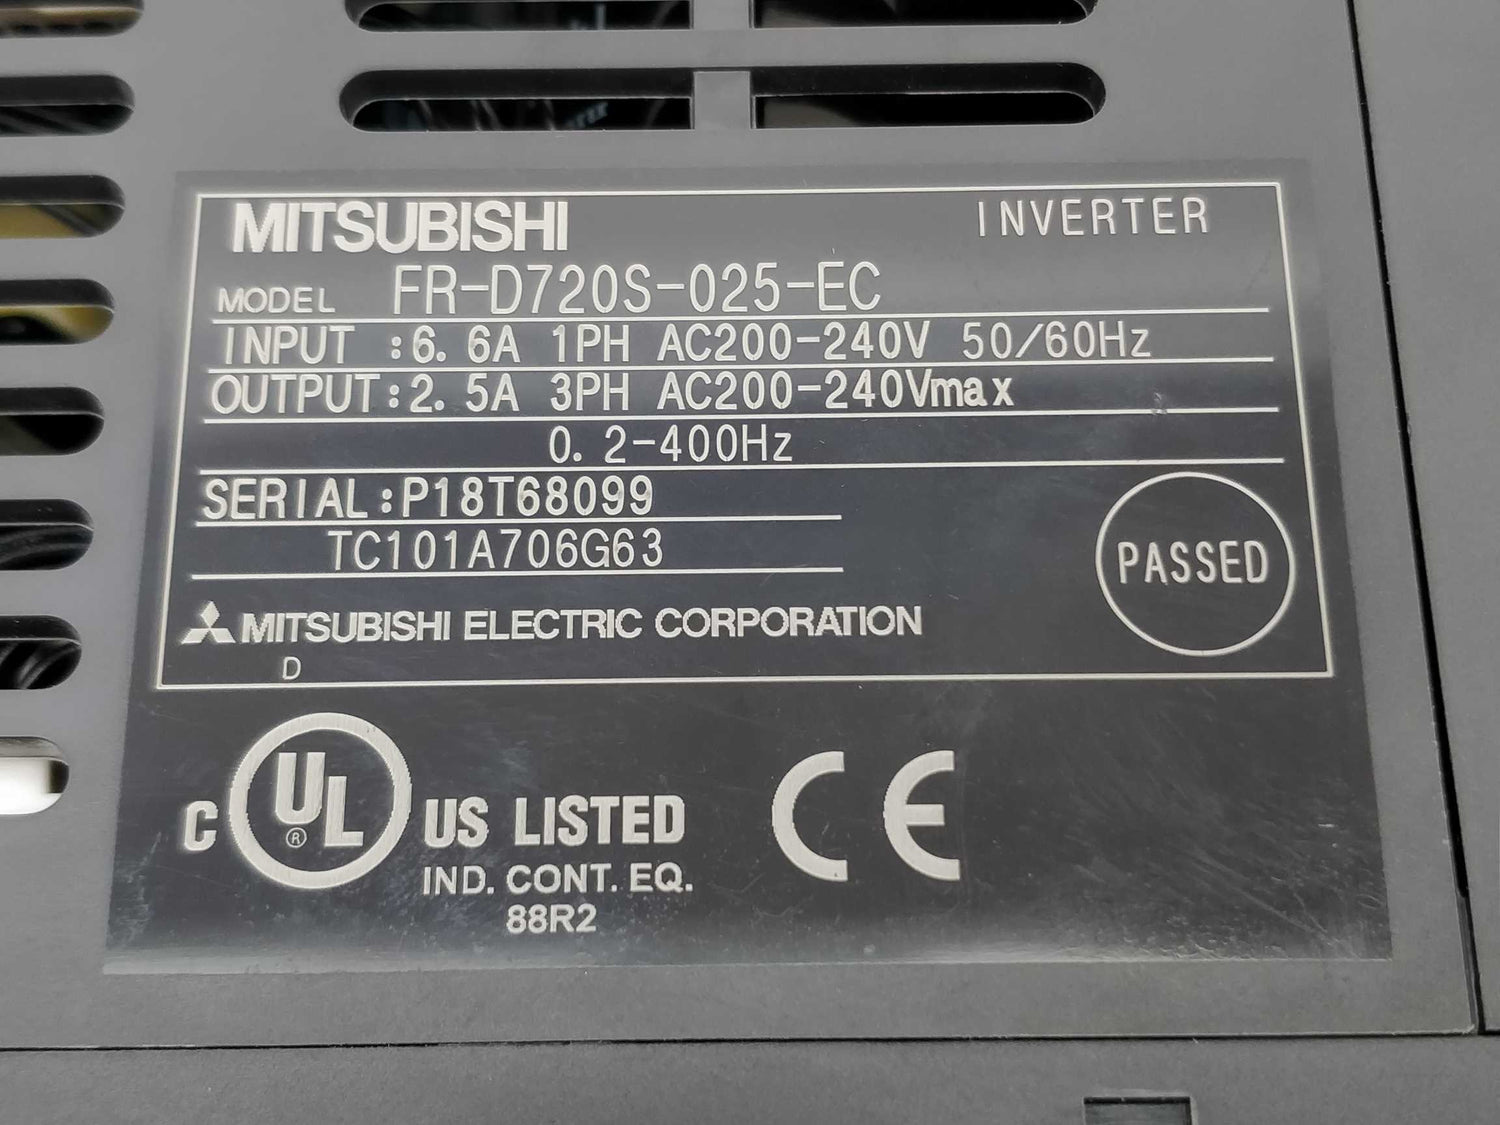 MITSUBISHI INVERTER
MODEL FR-D720S-025-EC
INPUT :6.6A 1PH AC200-240V 50/60Hz
OUTPUT:2.5A 3PH AC200-240Vmax
0.2-400Hz
SERIAL:P18T68099
TC101A706G63
PASSED
MITSUBISHI ELECTRIC CORPORATION
D
C UL® US LISTED CE
IND. CONT. EQ.
88R2